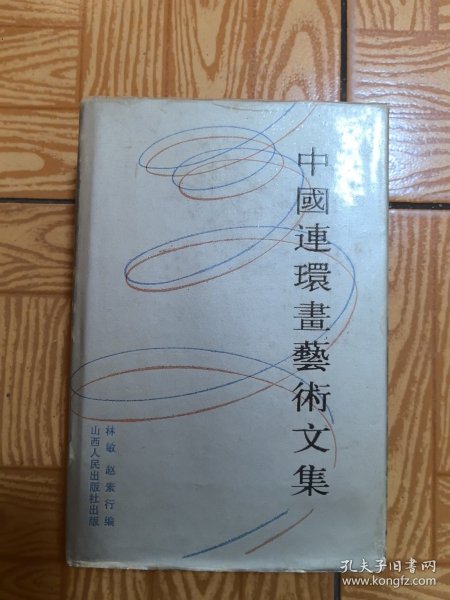 中國連環畫藝術文集
林敏 赵素行编
山西人民出版社出版
孔夫子旧书网
www.kongfz.com